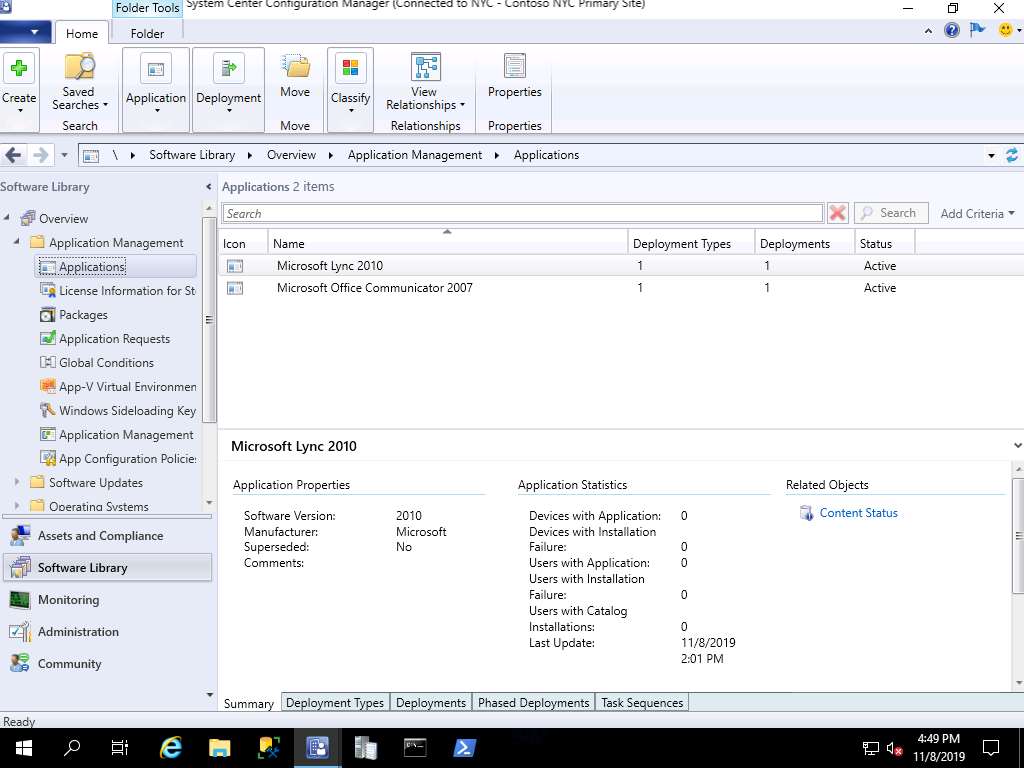 Folder Tools
System Center Configuration Manager (Connected to NYC - Contoso NYC Primary Site)
Home
Folder
Create
Saved Searches
Search
Application
Deployment
Move
Move
Classify
View Relationships
Relationships
Properties
Properties
\ Software Library Overview Application Management Applications
Software Library
Overview
Application Management
Applications
License Information for St
Packages
Application Requests
Global Conditions
App-V Virtual Environmen
Windows Sideloading Key
Application Management
App Configuration Policie
Software Updates
Operating Systems
Assets and Compliance
Software Library
Monitoring
Administration
Community
Applications 2 items
Search
Search
Add Criteria
Icon Name Deployment Types Deployments Status
Microsoft Lync 2010 1 1 Active
Microsoft Office Communicator 2007 1 1 Active
Microsoft Lync 2010
Application Properties
Software Version: 2010
Manufacturer: Microsoft
Superseded: No
Comments:
Application Statistics
Devices with Application: 0
Devices with Installation
Failure: 0
Users with Application: 0
Users with Installation
Failure: 0
Users with Catalog
Installations: 0
Last Update: 11/8/2019
2:01 PM
Related Objects
Content Status
Summary Deployment Types Deployments Phased Deployments Task Sequences
Ready
4:49 PM
11/8/2019